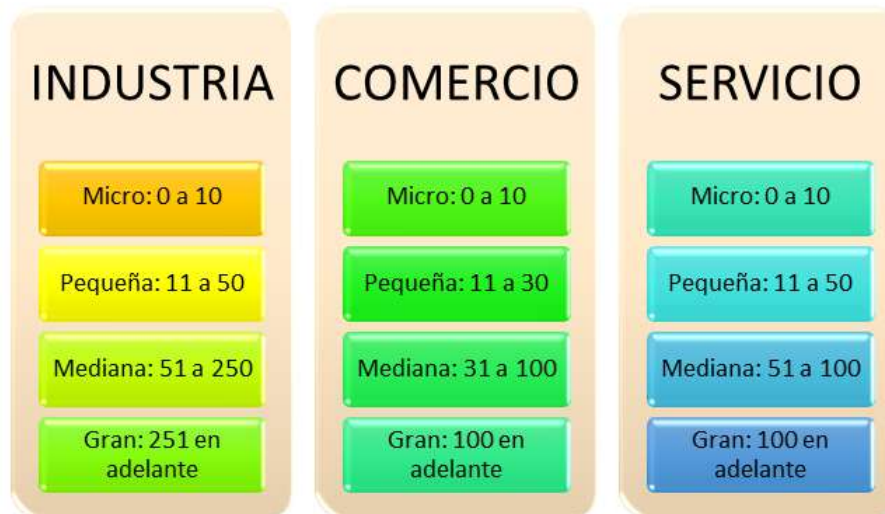 INDUSTRIA
Micro: 0 a 10
Pequeña: 11 a 50
Mediana: 51 a 250
Gran: 251 en
adelante
COMERCIO
Micro: 0 a 10
Pequeña: 11 a 30
Mediana: 31 a 100
Gran: 100 en
adelante
SERVICIO
Micro: 0 a 10
Pequeña: 11 a 50
Mediana: 51 a 100
Gran: 100 en
adelante